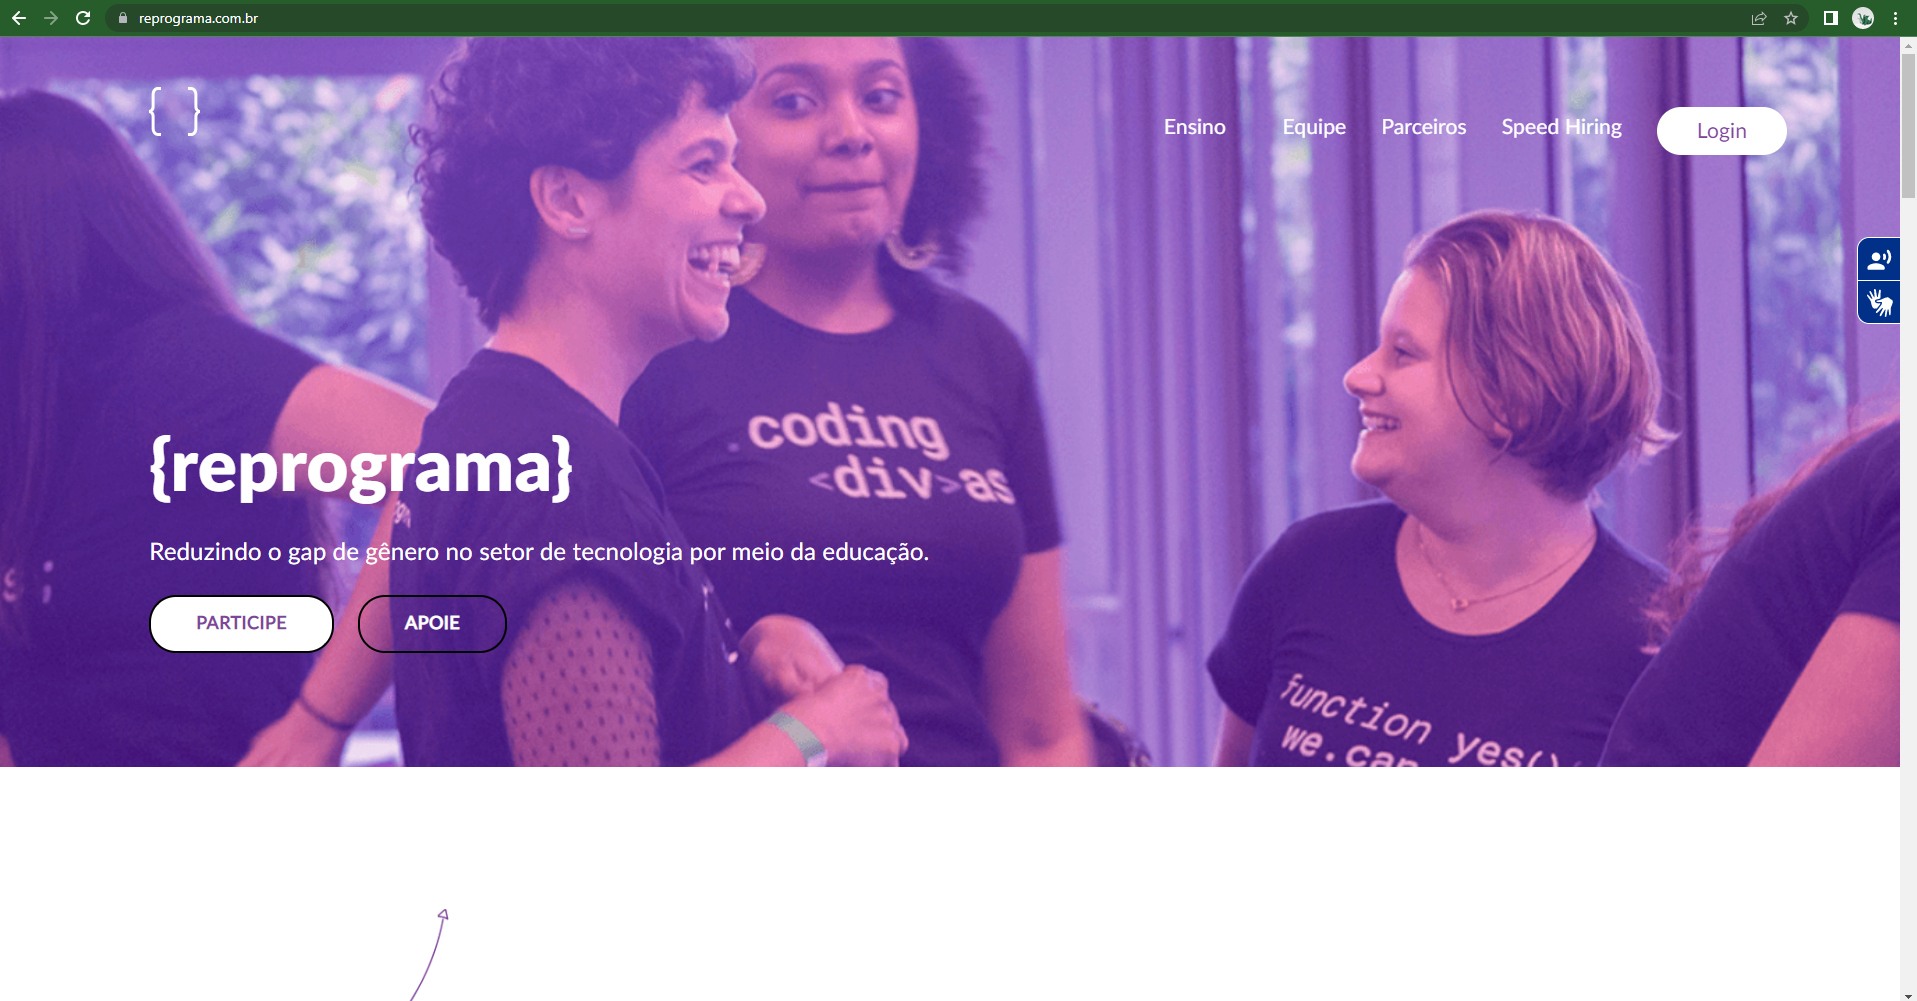 reprograma.com.br
{ }
Ensino Equipe Parceiros Speed Hiring Login
coding
<div>as
{reprograma}
Reduzindo o gap de gênero no setor de tecnologia por meio da educação.
PARTICIPE APOIE
function yes()
we.can